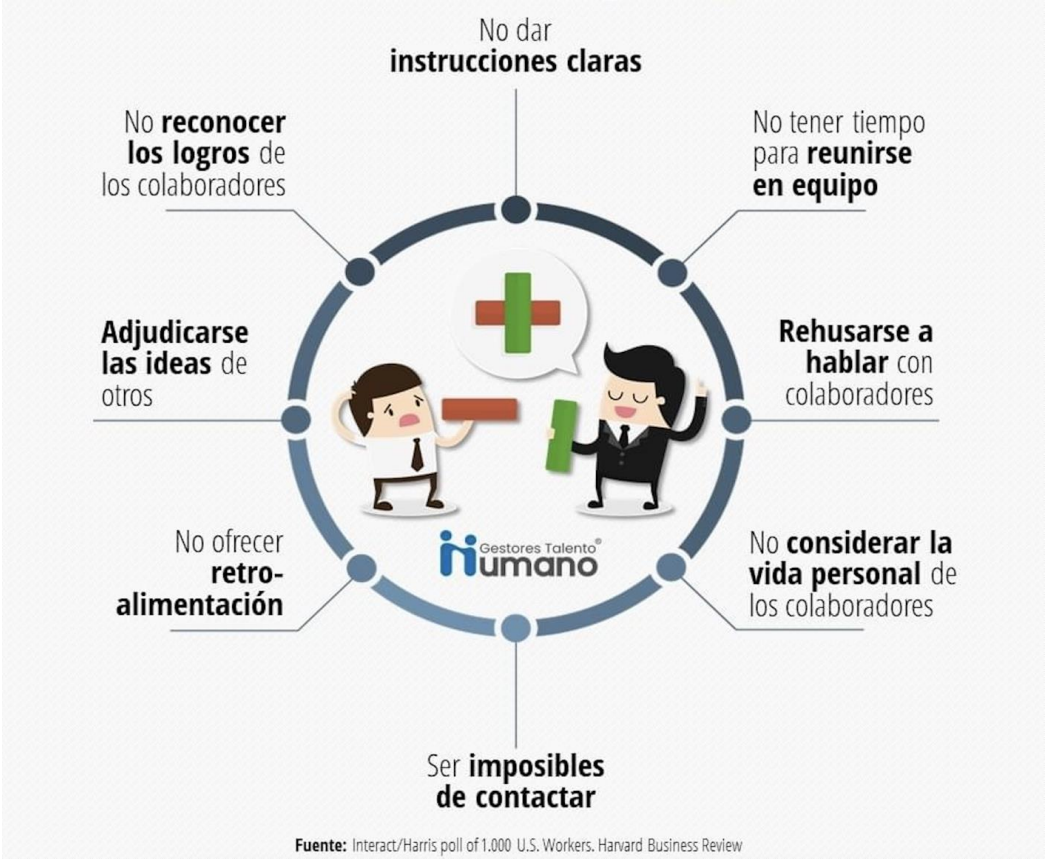 No dar
instrucciones claras
No reconocer
los logros de
los colaboradores
No tener tiempo
para reunirse
en equipo
Adjudicarse
las ideas de
otros
Rehusarse a
hablar con
colaboradores
No ofrecer
retro-
alimentación
Gestores Talento©
Humano
No considerar la
vida personal de
los colaboradores
Ser imposibles
de contactar
Fuente: Interact/Harris poll of 1.000 U.S. Workers. Harvard Business Review